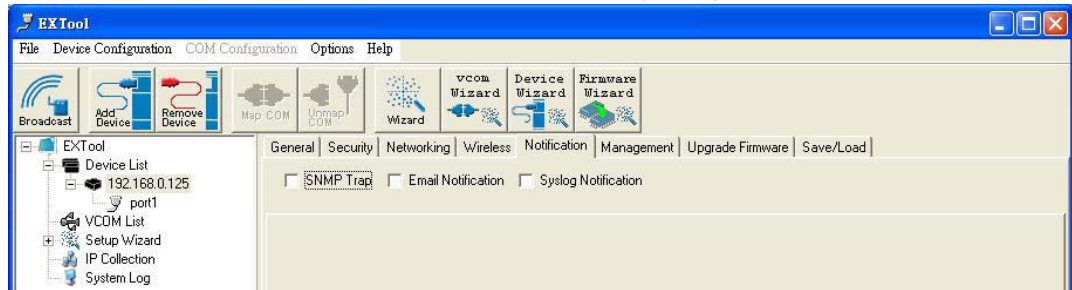 EXTool
File Device Configuration COM Configuration Options Help
Broadcast
Add Device
Remove Device
Map COM
Unmap COM
Wizard
vcom Wizard
Device Wizard
Firmware Wizard
EXTool
Device List
192.168.0.125
port1
VCOM List
Setup Wizard
IP Collection
System Log
General Security Networking Wireless Notification Management Upgrade Firmware Save/Load
SNMP Trap Email Notification Syslog Notification